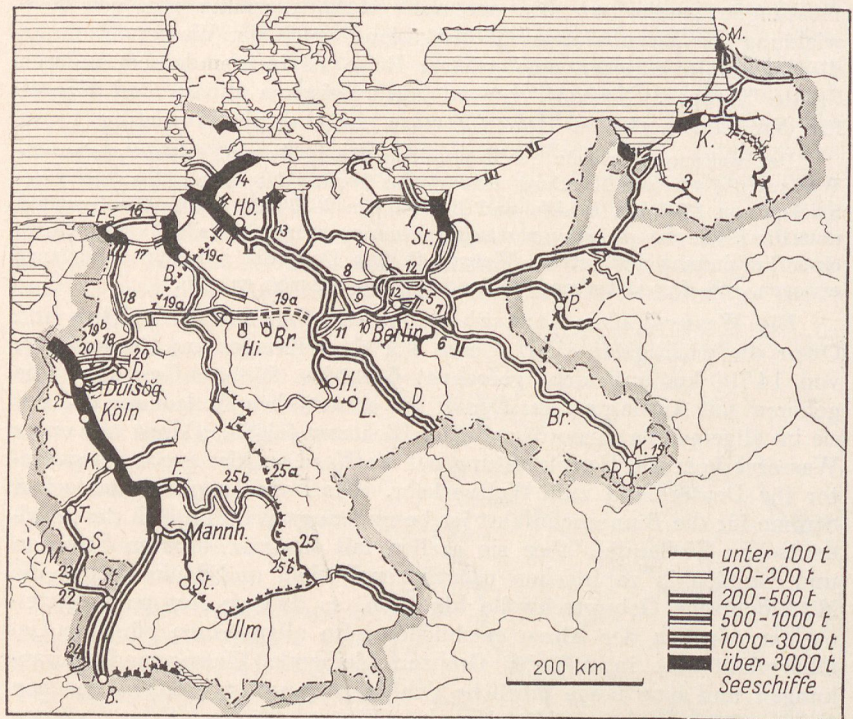 M.
2
K.
1
3
14
Hb.
13
E.
16
17
B.
19c
St.
4
8
12
9
5
P.
18
19a
19a
11
10
12
7
Berlin
6
Hi.
Br.
19b
18
20
20
D.
Duisbg.
21
Köln
H.
L.
D.
Br.
K.
19c
R.
K.
F.
25b
25a
T.
Mannh.
M.
S
25
25b
23
22
St.
St.
Ulm
24
B.
unter 100 t
100-200 t
200-500 t
500-1000 t
1000-3000 t
über 3000 t
Seeschiffe
200 km